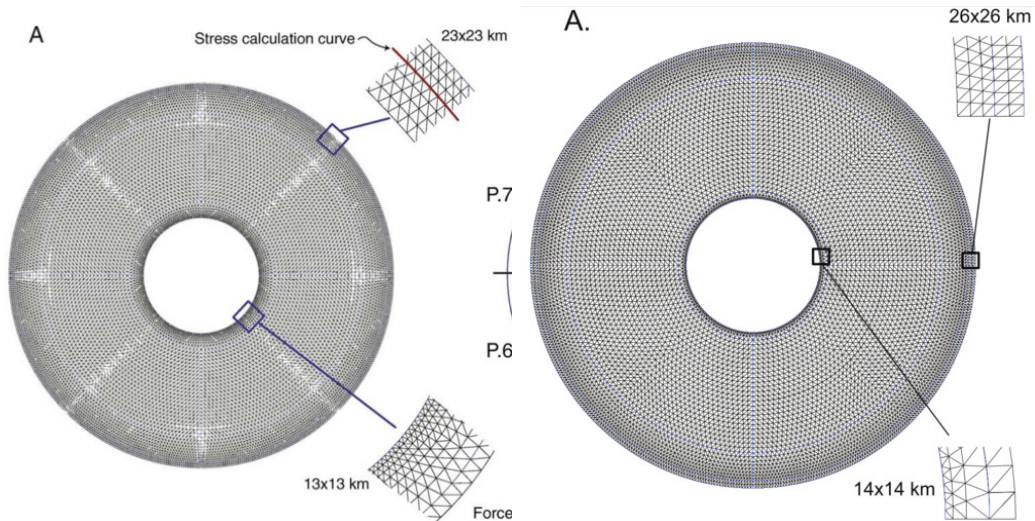 A
Stress calculation curve
23x23 km
13x13 km
Force
P.7
P.6
A.
26x26 km
14x14 km